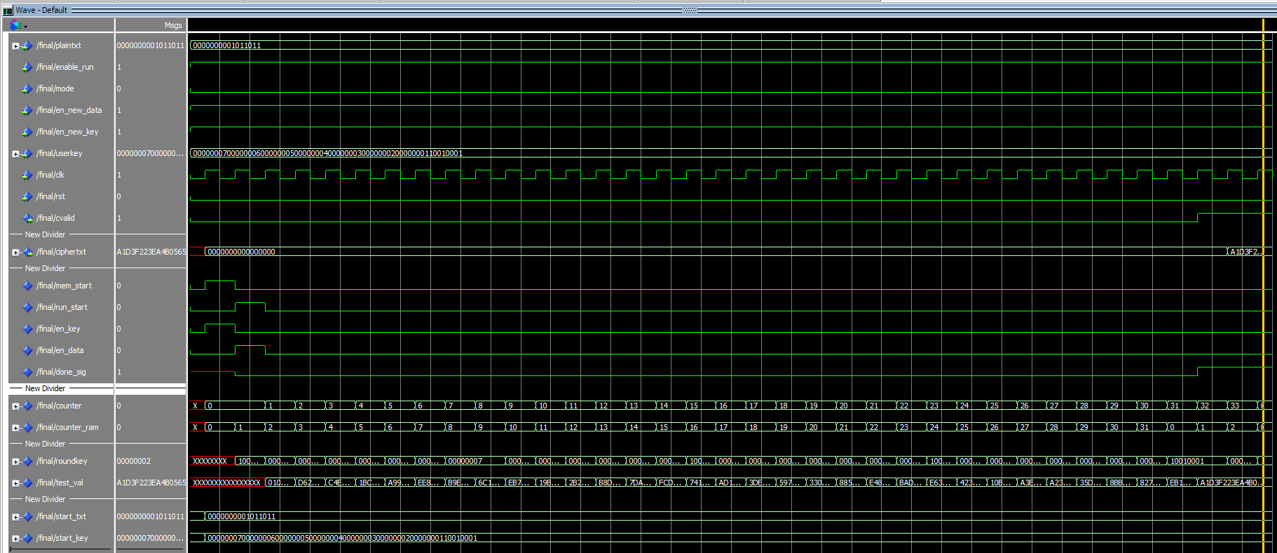 Wave - Default
Msgs
/final/plaintxt 0000000001011011 0000000001011011
/final/enable_run 1
/final/mode 0
/final/en_new_data 1
/final/en_new_key 1
/final/userkey 00000007000000... 0000000700000006000000050000000400000003000000020000000110010001
/final/clk 1
/final/rst 0
/final/cvalid 1
New Divider
/final/ciphertxt A1D3F223EA4B0565 0000000000000000 A1D3F2...
New Divider
/final/mem_start 0
/final/run_start 0
/final/en_key 0
/final/en_data 0
/final/done_sig 1
New Divider
/final/counter 0 X 0 1 2 3 4 5 6 7 8 9 10 11 12 13 14 15 16 17 18 19 20 21 22 23 24 25 26 27 28 29 30 31 32 33
/final/counter_ram 0 X 0 1 2 3 4 5 6 7 8 9 10 11 12 13 14 15 16 17 18 19 20 21 22 23 24 25 26 27 28 29 30 31 0 1 2
New Divider
/final/roundkey 00000002 XXXXXXXX 100... 000... 000... 000... 000... 000... 000... 00000007 000... 000... 000... 000... 000... 000... 000... 000... 000... 000... 000... 000... 000... 100... 000... 000... 000... 000... 000... 000... 000... 10010001 000...
/final/test_val A1D3F223EA4B0565 XXXXXXXXXXXXXXXX 010... D62... C4E... 1BC... A99... EE8... B9E... 6C1... EB7... 19B... 2B2... B8D... 7DA... FCD... 741... AD1... 3DE... 597... 330... 885... E48... BAD... E63... 423... 10B... A3E... A23... 35D... 8BB... 827... EB1... A1D3F223EA4B0...
New Divider
/final/start_txt 0000000001011011 0000000001011011
/final/start_key 00000007000000... 0000000700000006000000050000000400000003000000020000000110010001